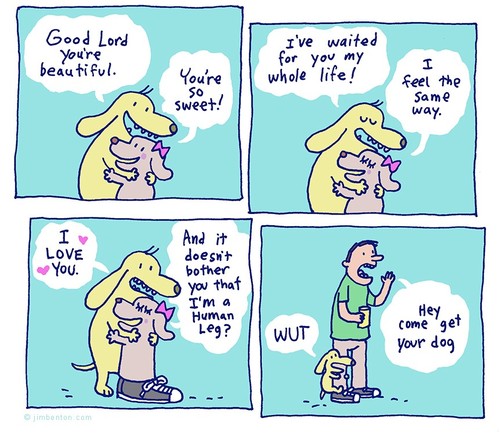 Good Lord
you're
beautiful.
You're
so
sweet!
I've waited
for you my
whole life!
I
feel the
same
way.
I
LOVE
You.
And it
doesn't
bother
you that
I'm a
Human
Leg?
WUT
Hey
come get
your dog
© jimbenton.com